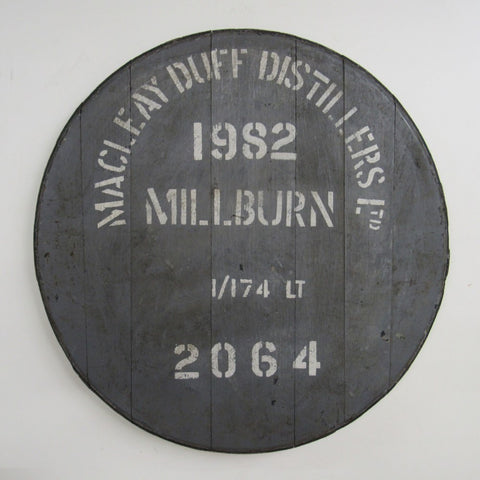 MACLEAY DUFF DISTILLERS LTD
1982
MILLBURN
1/174 LT
2064